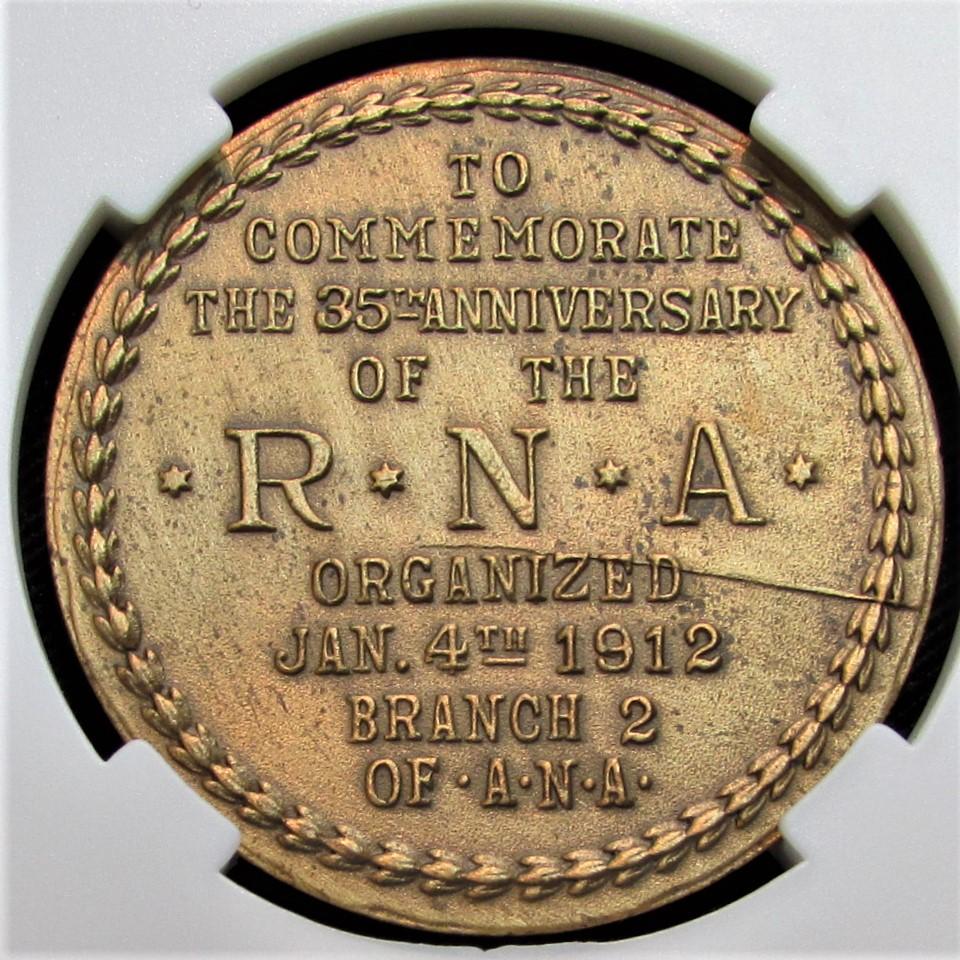 TO
COMMEMORATE
THE 35TH ANNIVERSARY
OF THE
· R · N · A ·
ORGANIZED
JAN. 4TH 1912
BRANCH 2
OF · A · N · A ·